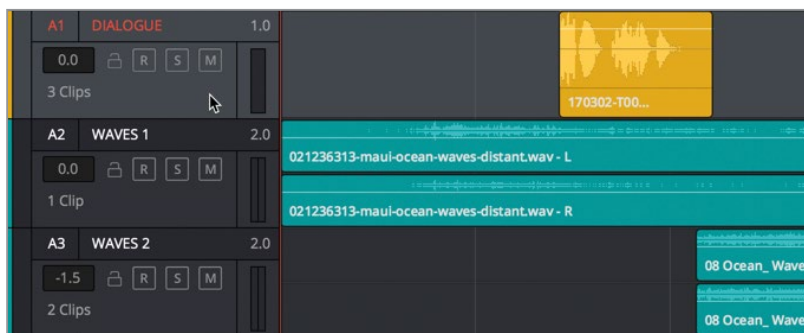 A1 DIALOGUE 1.0
0.0 R S M
3 Clips
170302-T00...
A2 WAVES 1 2.0
021236313-maui-ocean-waves-distant.wav - L
0.0 R S M
1 Clip
021236313-maui-ocean-waves-distant.wav - R
A3 WAVES 2 2.0
08 Ocean_ Wave
-1.5 R S M
2 Clips
08 Ocean_ Wave